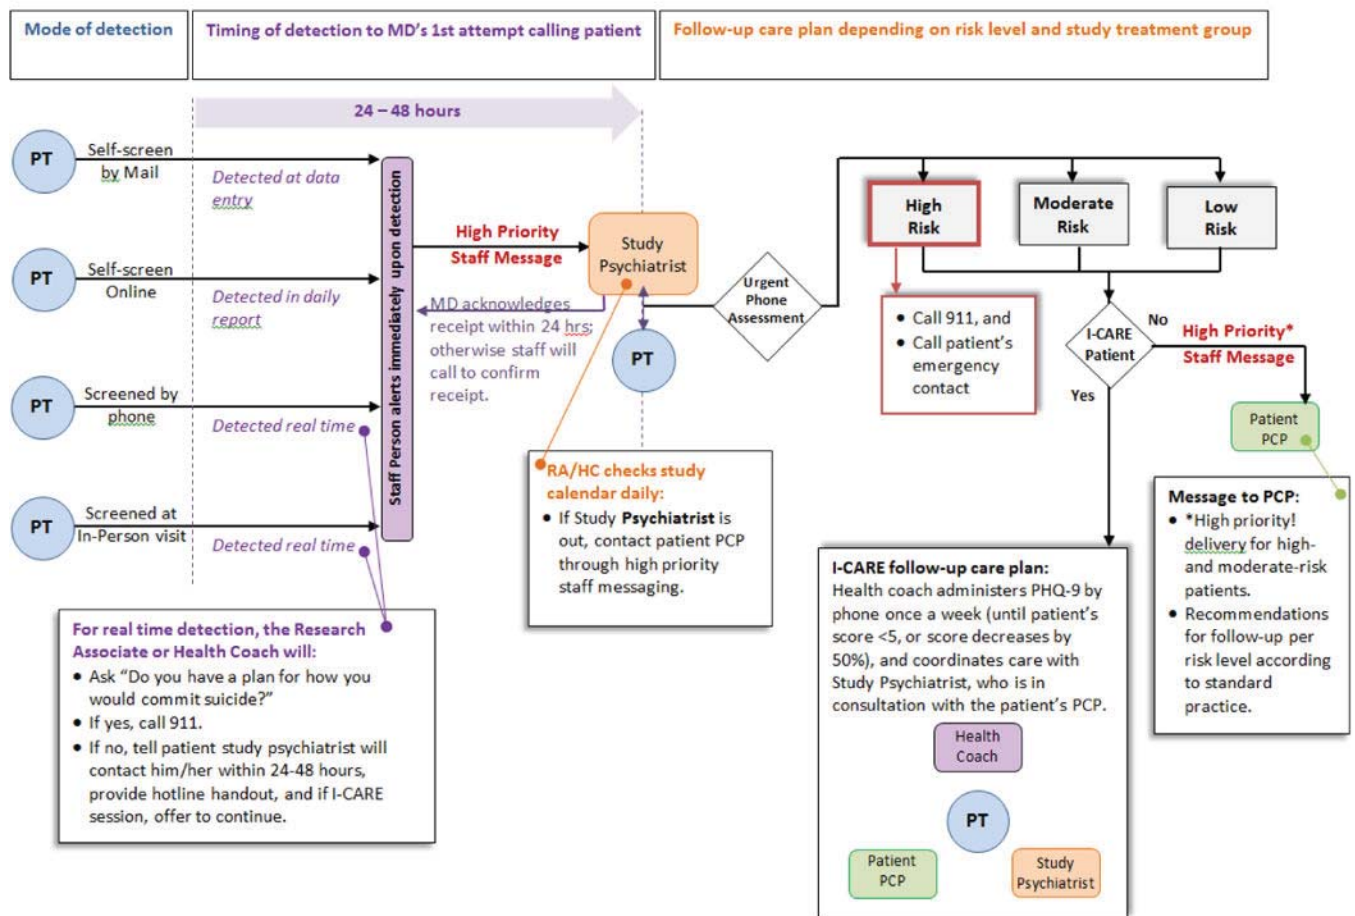 Mode of detection
Timing of detection to MD's 1st attempt calling patient
Follow-up care plan depending on risk level and study treatment group
24 – 48 hours
PT
Self-screen
by Mail
Detected at data
entry
PT
Self-screen
Online
Detected in daily
report
PT
Screened by
phone
Detected real time
PT
Screened at
In-Person visit
Detected real time
Staff Person alerts immediately upon detection
High Priority
Staff Message
MD acknowledges
receipt within 24 hrs;
otherwise staff will
call to confirm
receipt.
Study
Psychiatrist
PT
Urgent
Phone
Assessment
High
Risk
Moderate
Risk
Low
Risk
• Call 911, and
• Call patient's
emergency
contact
I-CARE
Patient
No
Yes
High Priority*
Staff Message
Patient
PCP
For real time detection, the Research
Associate or Health Coach will:
• Ask "Do you have a plan for how you
would commit suicide?"
• If yes, call 911.
• If no, tell patient study psychiatrist will
contact him/her within 24-48 hours,
provide hotline handout, and if I-CARE
session, offer to continue.
RA/HC checks study
calendar daily:
• If Study Psychiatrist is
out, contact patient PCP
through high priority
staff messaging.
I-CARE follow-up care plan:
Health coach administers PHQ-9 by
phone once a week (until patient's
score <5, or score decreases by
50%), and coordinates care with
Study Psychiatrist, who is in
consultation with the patient's PCP.
Health
Coach
PT
Patient
PCP
Study
Psychiatrist
Message to PCP:
• *High priority!
delivery for high-
and moderate-risk
patients.
• Recommendations
for follow-up per
risk level according
to standard
practice.